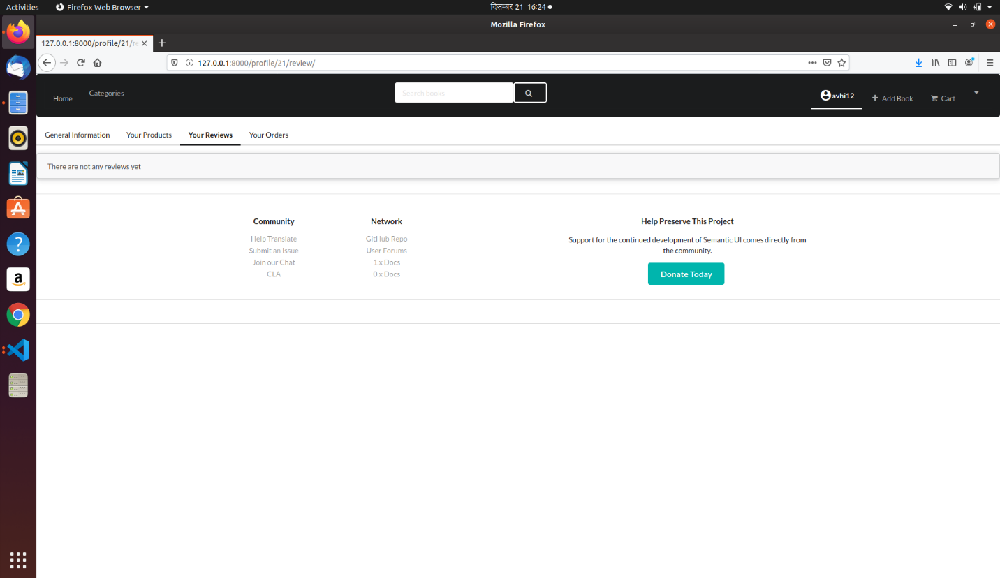 Activities Firefox Web Browser दिसम्बर 21 16:24
Mozilla Firefox
127.0.0.1:8000/profile/21/re
127.0.0.1:8000/profile/21/review/
Home Categories Search books avhi12 Add Book Cart
General Information Your Products Your Reviews Your Orders
There are not any reviews yet
Community Network Help Preserve This Project
Help Translate GitHub Repo Support for the continued development of Semantic UI comes directly from
Submit an Issue User Forums the community.
Join our Chat 1.x Docs
CLA 0.x Docs Donate Today